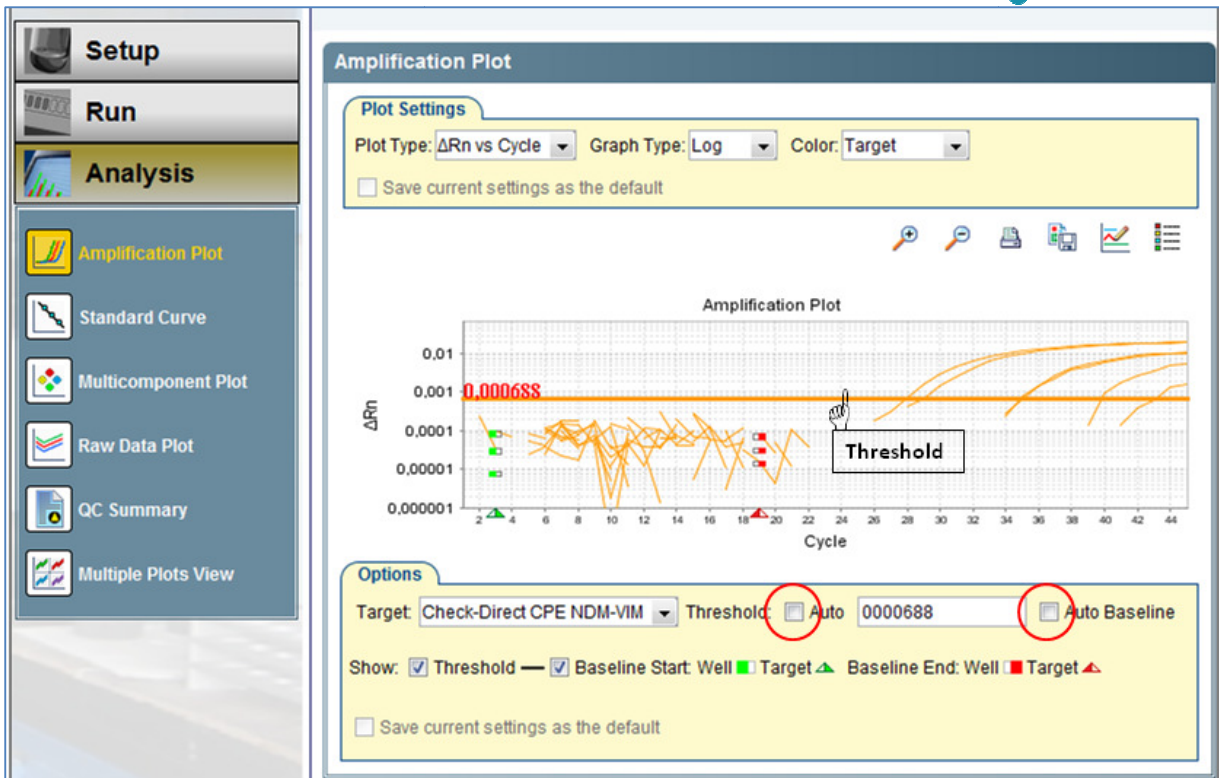 Setup
Run
Analysis
Amplification Plot
Standard Curve
Multicomponent Plot
Raw Data Plot
QC Summary
Multiple Plots View
Amplification Plot
Plot Settings
Plot Type: ΔRn vs Cycle Graph Type: Log Color: Target
Save current settings as the default
Amplification Plot
0,01
0,001
0,000688
0,0001
0,00001
0,000001
ΔRn
Threshold
2 4 6 8 10 12 14 16 18 20 22 24 26 28 30 32 34 36 38 40 42 44
Cycle
Options
Target: Check-Direct CPE NDM-VIM Threshold: Auto 0000688 Auto Baseline
Show: Threshold Baseline Start: Well Target Baseline End: Well Target
Save current settings as the default